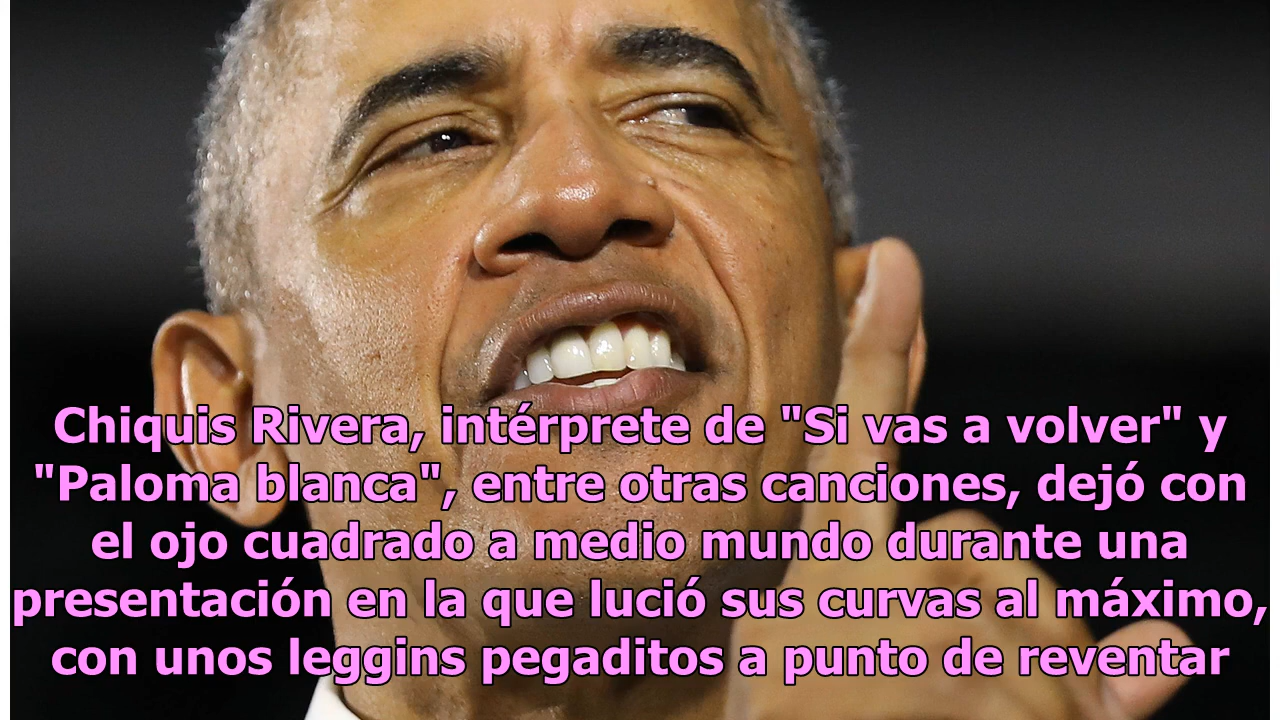 Chiquis Rivera, intérprete de "Si vas a volver" y
"Paloma blanca", entre otras canciones, dejó con
el ojo cuadrado a medio mundo durante una
presentación en la que lució sus curvas al máximo,
con unos leggins pegaditos a punto de reventar